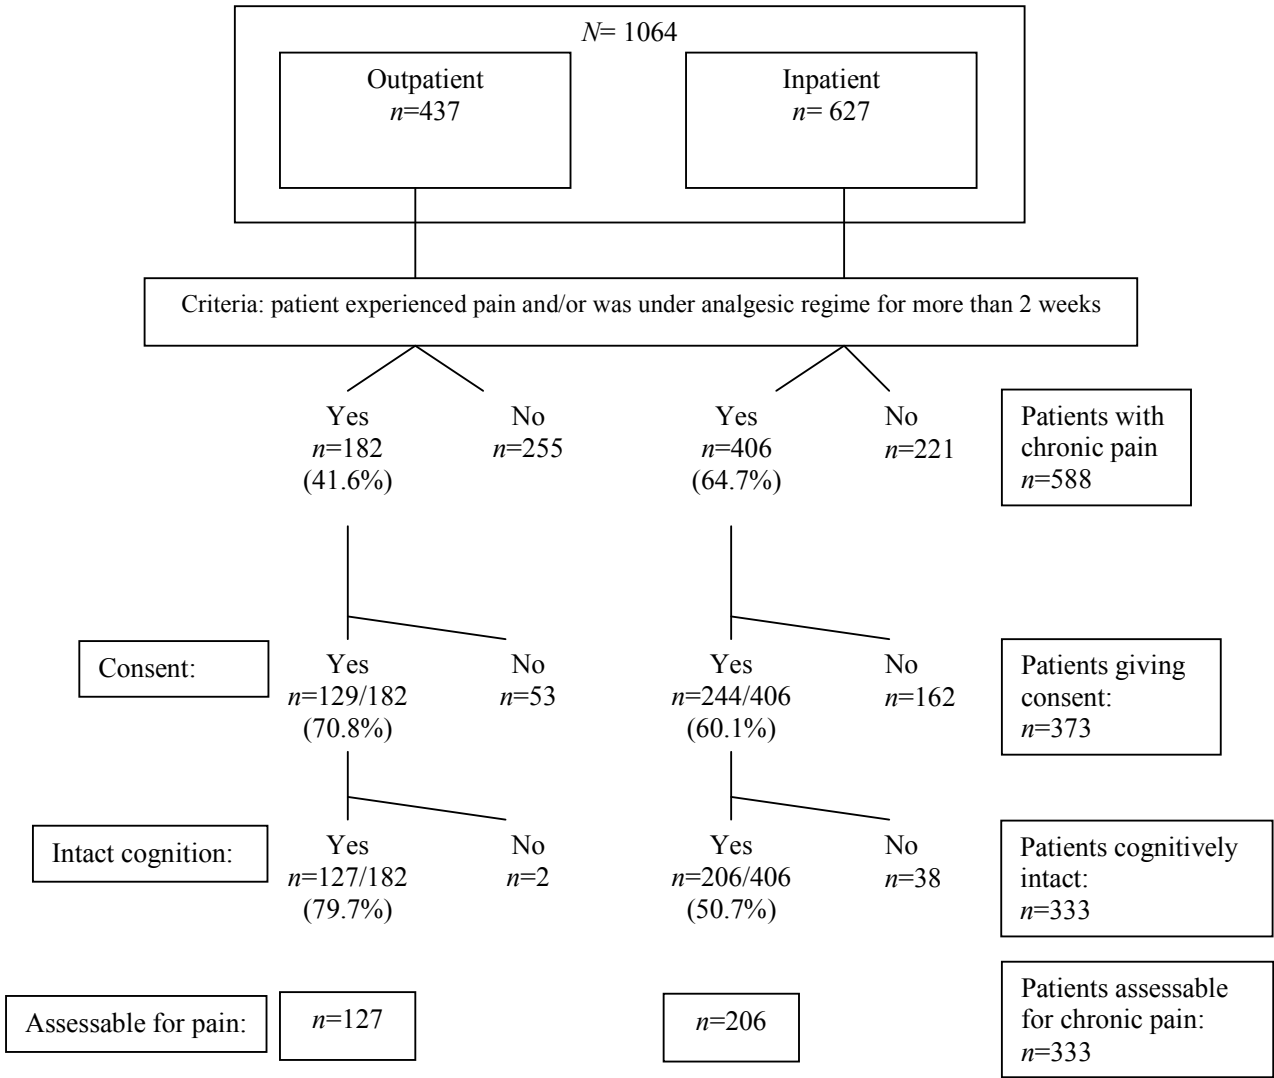 N= 1064
Outpatient
n=437
Inpatient
n= 627
Criteria: patient experienced pain and/or was under analgesic regime for more than 2 weeks
Yes
n=182
(41.6%)
No
n=255
Yes
n=406
(64.7%)
No
n=221
Patients with
chronic pain
n=588
Consent:
Yes
n=129/182
(70.8%)
No
n=53
Yes
n=244/406
(60.1%)
No
n=162
Patients giving
consent:
n=373
Intact cognition:
Yes
n=127/182
(79.7%)
No
n=2
Yes
n=206/406
(50.7%)
No
n=38
Patients cognitively
intact:
n=333
Assessable for pain:
n=127
n=206
Patients assessable
for chronic pain:
n=333